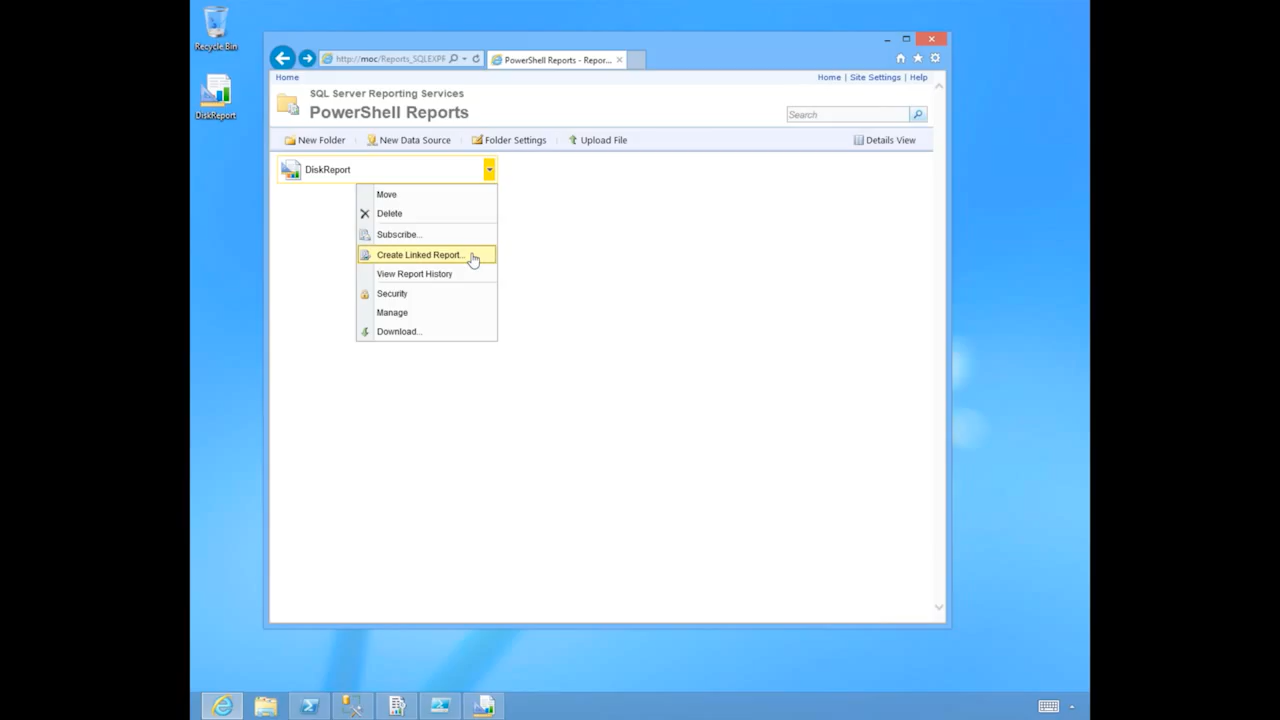 Recycle Bin
DiskReport
http://moc/Reports_SQLEXPF
PowerShell Reports - Repor...
Home
Home | Site Settings | Help
SQL Server Reporting Services
PowerShell Reports
Search
New Folder
New Data Source
Folder Settings
Upload File
Details View
DiskReport
Move
Delete
Subscribe...
Create Linked Report...
View Report History
Security
Manage
Download...